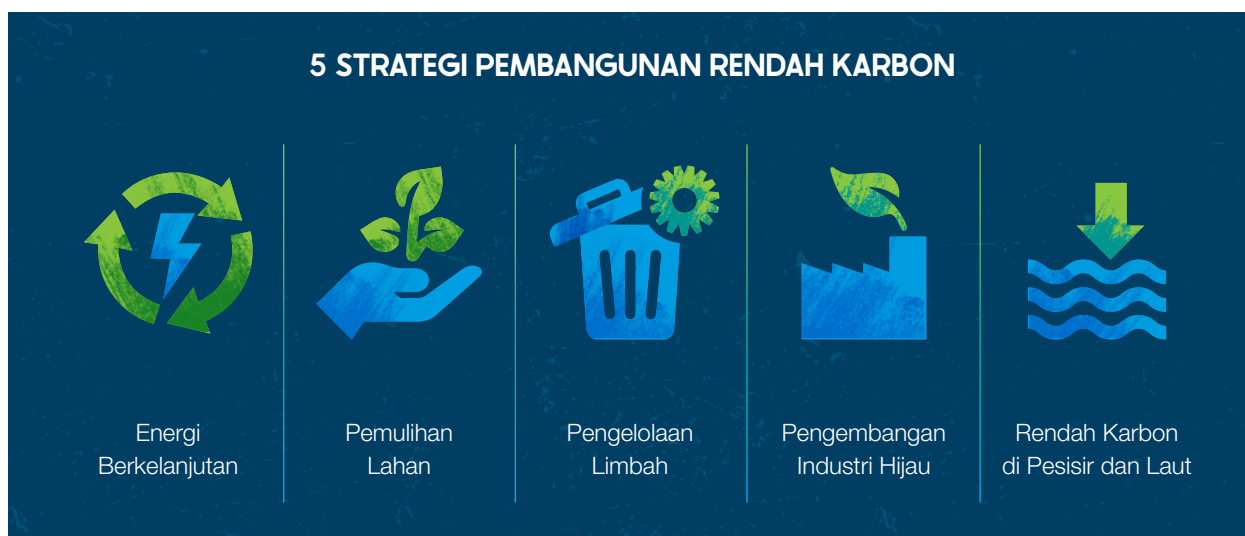 5 STRATEGI PEMBANGUNAN RENDAH KARBON
Energi
Berkelanjutan
Pemulihan
Lahan
Pengelolaan
Limbah
Pengembangan
Industri Hijau
Rendah Karbon
di Pesisir dan Laut